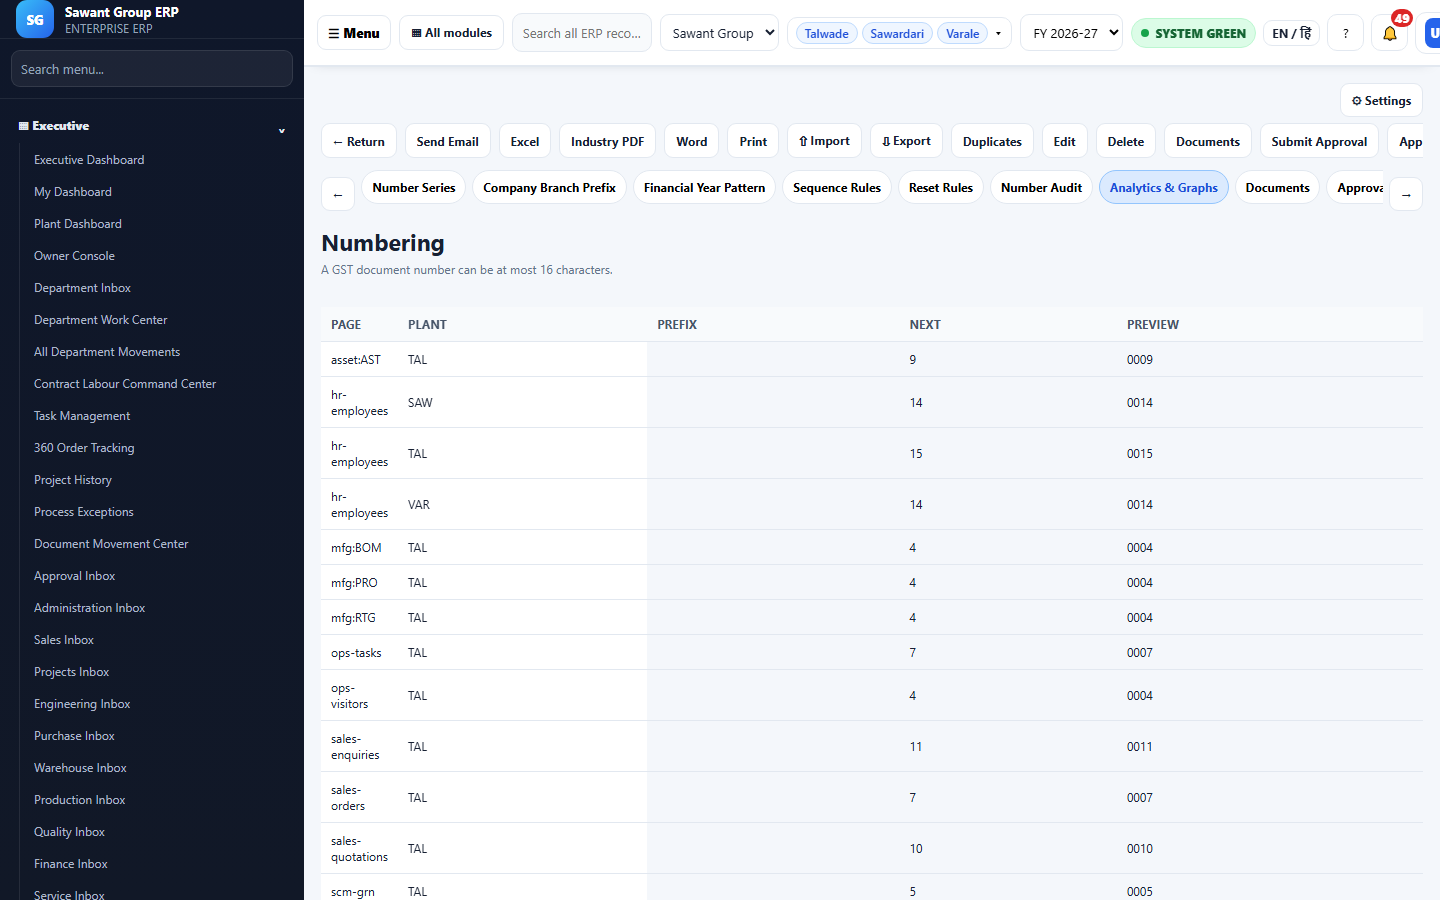 SG
Sawant Group ERP
ENTERPRISE ERP
Search menu...
Executive
Executive Dashboard
My Dashboard
Plant Dashboard
Owner Console
Department Inbox
Department Work Center
All Department Movements
Contract Labour Command Center
Task Management
360 Order Tracking
Project History
Process Exceptions
Document Movement Center
Approval Inbox
Administration Inbox
Sales Inbox
Projects Inbox
Engineering Inbox
Purchase Inbox
Warehouse Inbox
Production Inbox
Quality Inbox
Finance Inbox
Service Inbox
☰ Menu
All modules
Search all ERP reco...
Sawant Group
Talwade Sawardari Varale
FY 2026-27
SYSTEM GREEN
EN / हिं
?
49
U
⚙ Settings
← Return
Send Email
Excel
Industry PDF
Word
Print
⇧ Import
⇩ Export
Duplicates
Edit
Delete
Documents
Submit Approval
App
←
Number Series
Company Branch Prefix
Financial Year Pattern
Sequence Rules
Reset Rules
Number Audit
Analytics & Graphs
Documents
Approva
→
Numbering
A GST document number can be at most 16 characters.
PAGE PLANT PREFIX NEXT PREVIEW
asset:AST TAL 9 0009
hr-
employees SAW 14 0014
hr-
employees TAL 15 0015
hr-
employees VAR 14 0014
mfg:BOM TAL 4 0004
mfg:PRO TAL 4 0004
mfg:RTG TAL 4 0004
ops-tasks TAL 7 0007
ops-
visitors TAL 4 0004
sales-
enquiries TAL 11 0011
sales-
orders TAL 7 0007
sales-
quotations TAL 10 0010
scm-grn TAL 5 0005